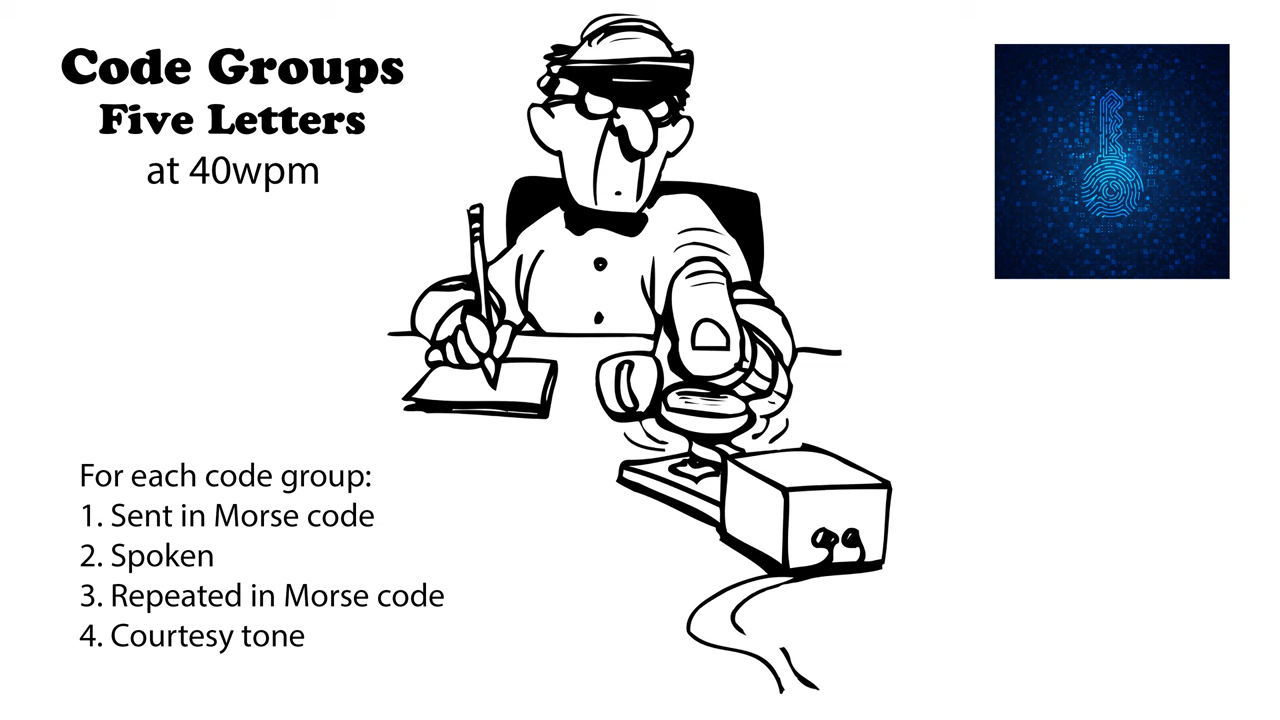 Code Groups
Five Letters
at 40wpm
For each code group:
1. Sent in Morse code
2. Spoken
3. Repeated in Morse code
4. Courtesy tone